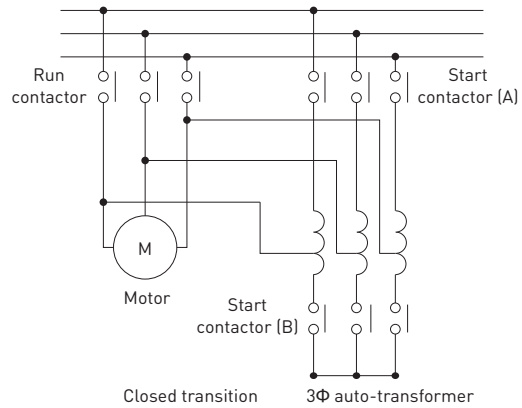 Run
contactor
Start
contactor (A)
M
Motor
Start
contactor (B)
Closed transition
3Φ auto-transformer